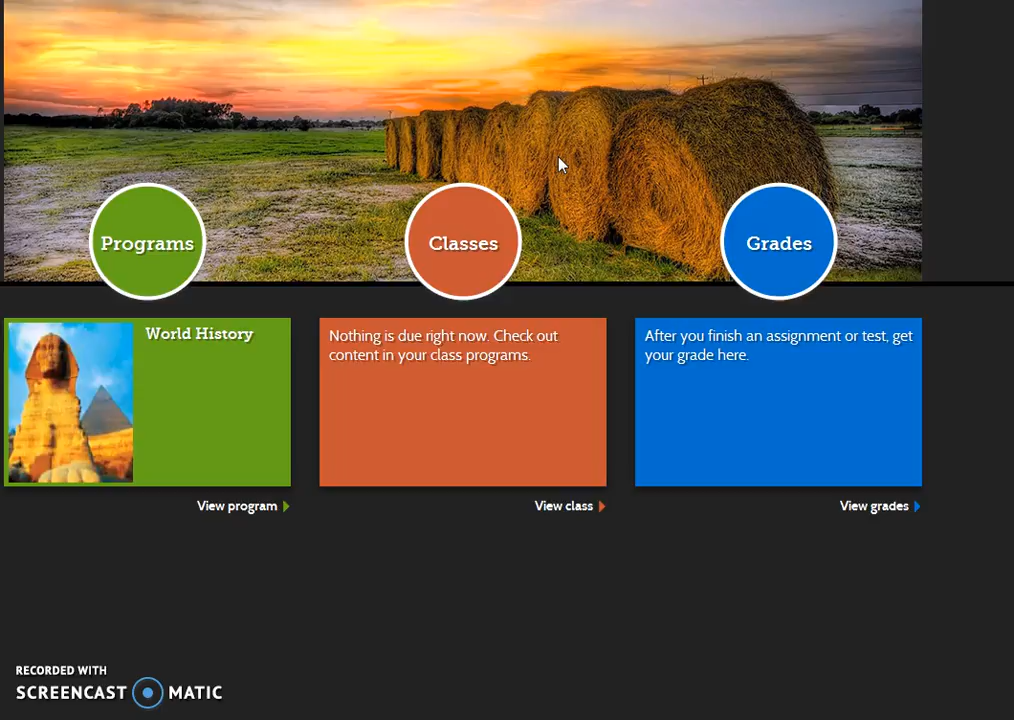 Programs
Classes
Grades
World History
Nothing is due right now. Check out
content in your class programs.
After you finish an assignment or test, get
your grade here.
View program
View class
View grades
RECORDED WITH
SCREENCAST MATIC